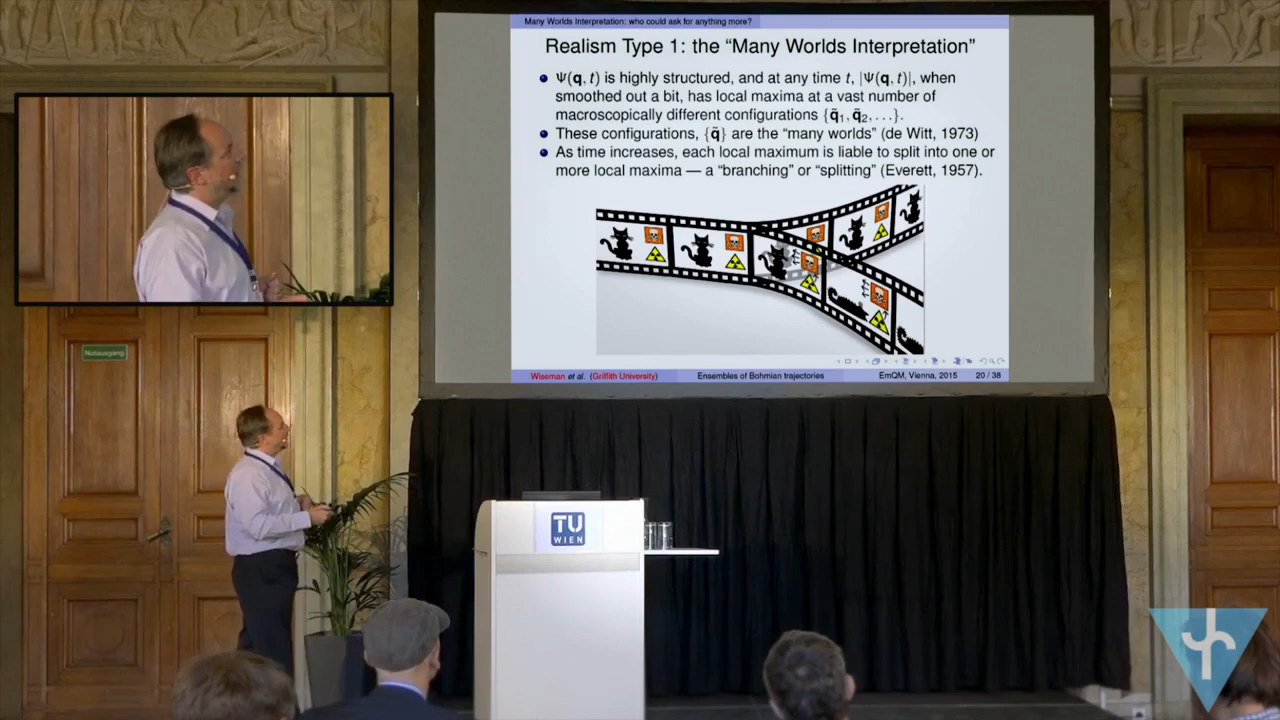 Many Worlds Interpretation: who could ask for anything more?
Realism Type 1: the “Many Worlds Interpretation”
Ψ(q, t) is highly structured, and at any time t, |Ψ(q, t)|, when
smoothed out a bit, has local maxima at a vast number of
macroscopically different configurations {q̃₁, q̃₂, . . .}.
These configurations, {q̃} are the “many worlds” (de Witt, 1973)
As time increases, each local maximum is liable to split into one or
more local maxima — a “branching” or “splitting” (Everett, 1957).
Wiseman et al. (Griffith University) Ensembles of Bohmian trajectories EmQM, Vienna, 2015 20 / 38
Notausgang
TU
WIEN